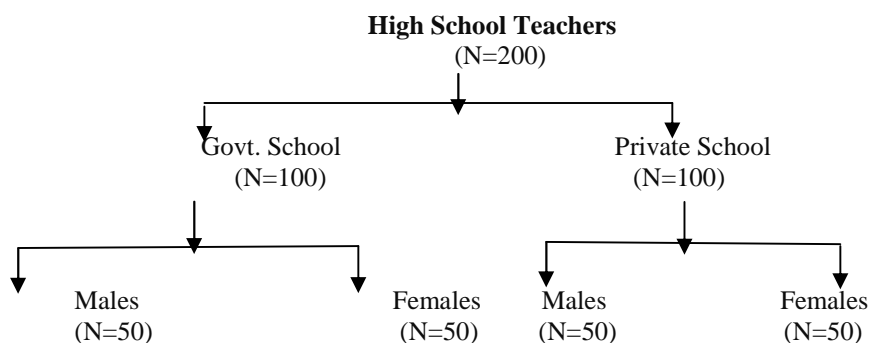 High School Teachers
(N=200)
Govt. School
(N=100)
Private School
(N=100)
Males
(N=50)
Females
(N=50)
Males
(N=50)
Females
(N=50)